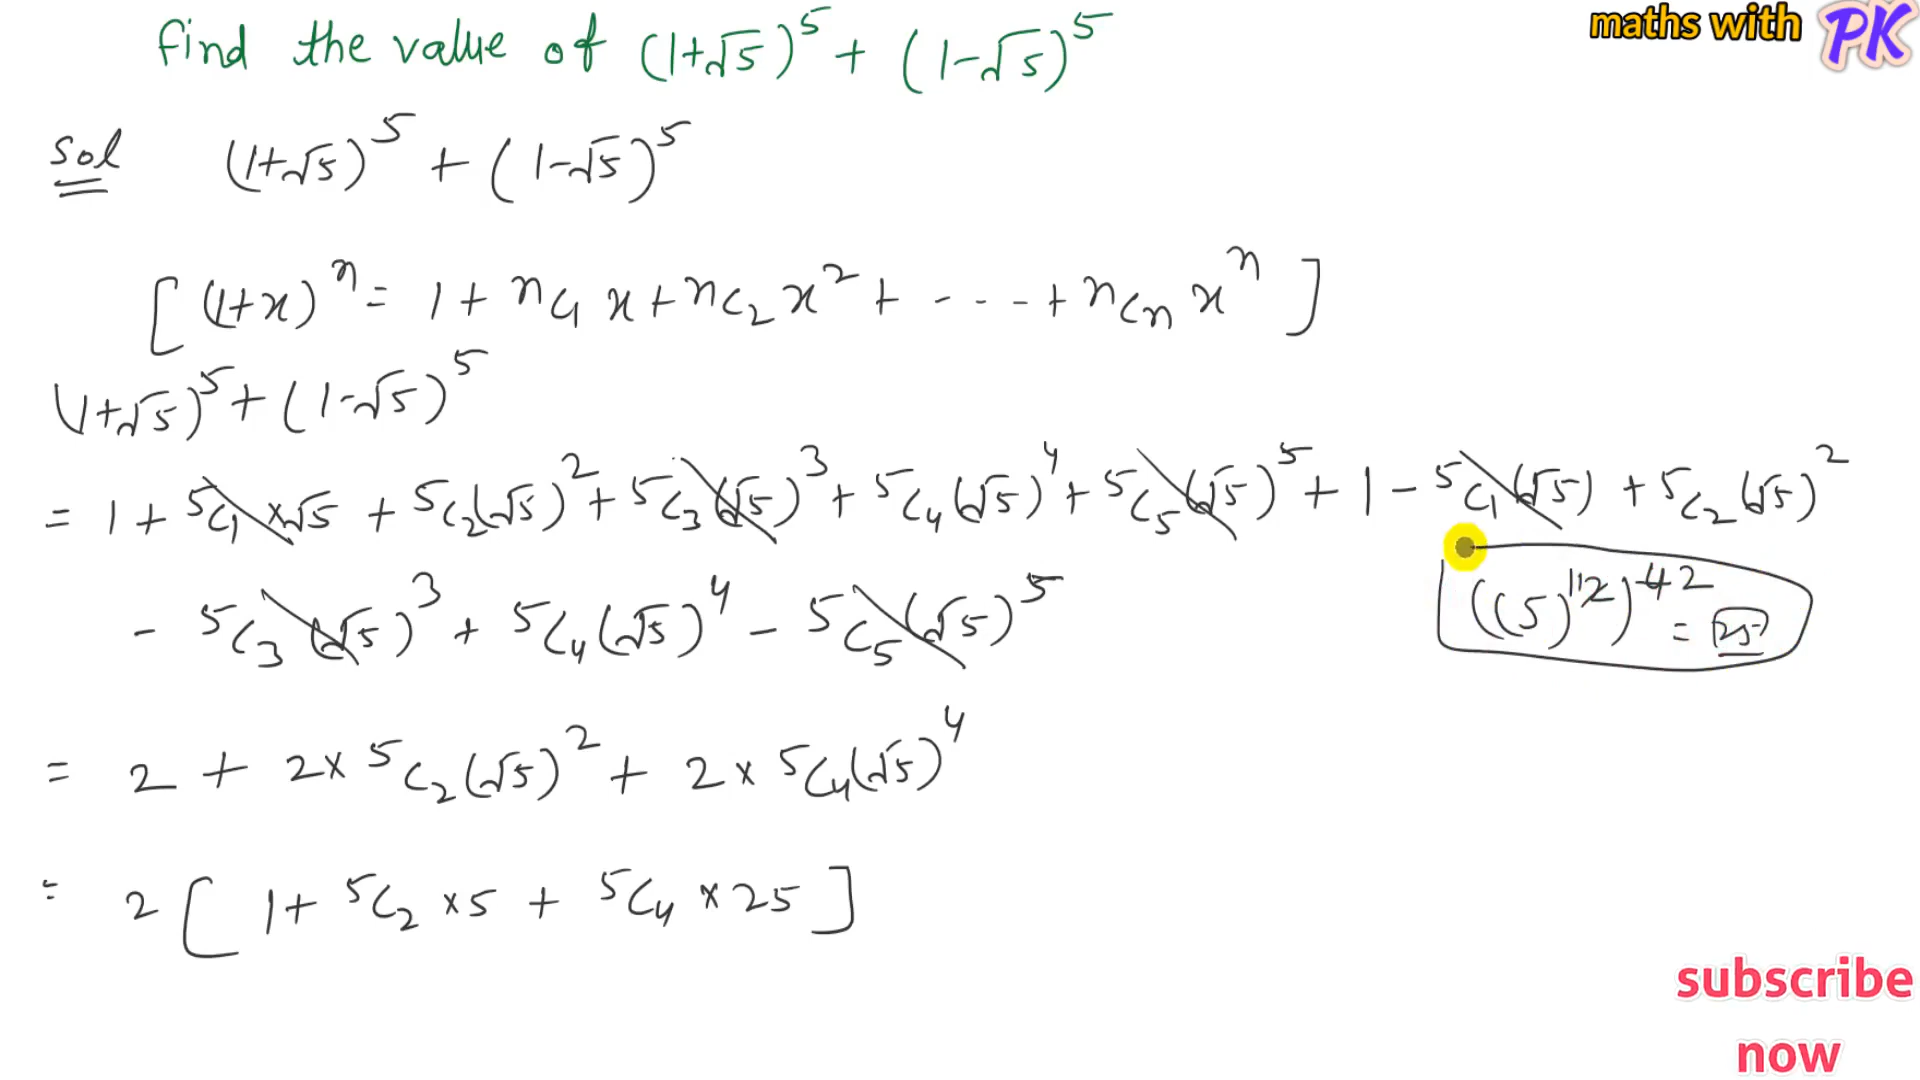 maths with PK
find the value of (1+√5)^5 + (1-√5)^5
Sol (1+√5)^5 + (1-√5)^5
[(1+x)^n = 1 + nC1 x + nC2 x^2 + - - - + nCn x^n]
(1+√5)^5 + (1-√5)^5
= 1 + 5C1 × √5 + 5C2 (√5)^2 + 5C3 (√5)^3 + 5C4 (√5)^4 + 5C5 (√5)^5 + 1 - 5C1 (√5) + 5C2 (√5)^2
- 5C3 (√5)^3 + 5C4 (√5)^4 - 5C5 (√5)^5
((5)^1/2)^4 2 = 25
= 2 + 2 × 5C2 (√5)^2 + 2 × 5C4 (√5)^4
= 2 [1 + 5C2 × 5 + 5C4 × 25]
subscribe
now